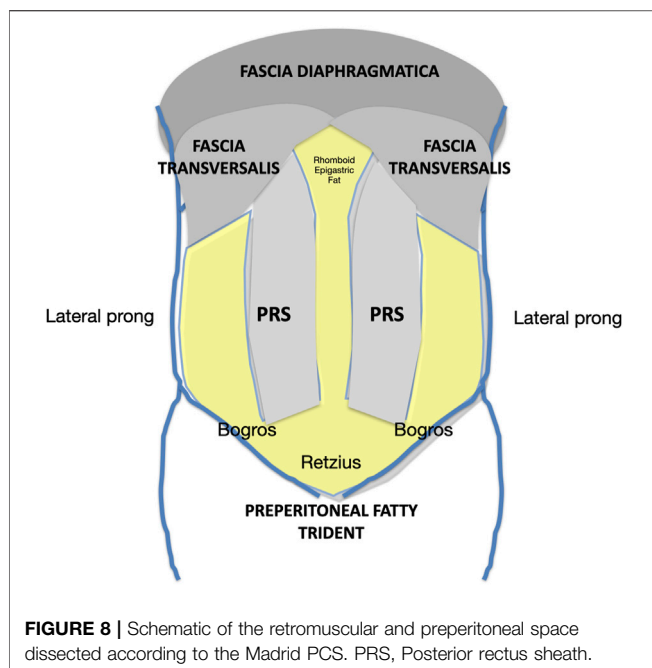 FASCIA DIAPHRAGMATICA
FASCIA
TRANSVERSALIS
Rhomboid
Epigastric
Fat
FASCIA
TRANSVERSALIS
Lateral prong
PRS
PRS
Lateral prong
Bogros
Bogros
Retzius
PREPERITONEAL FATTY
TRIDENT
FIGURE 8 | Schematic of the retromuscular and preperitoneal space
dissected according to the Madrid PCS. PRS, Posterior rectus sheath.